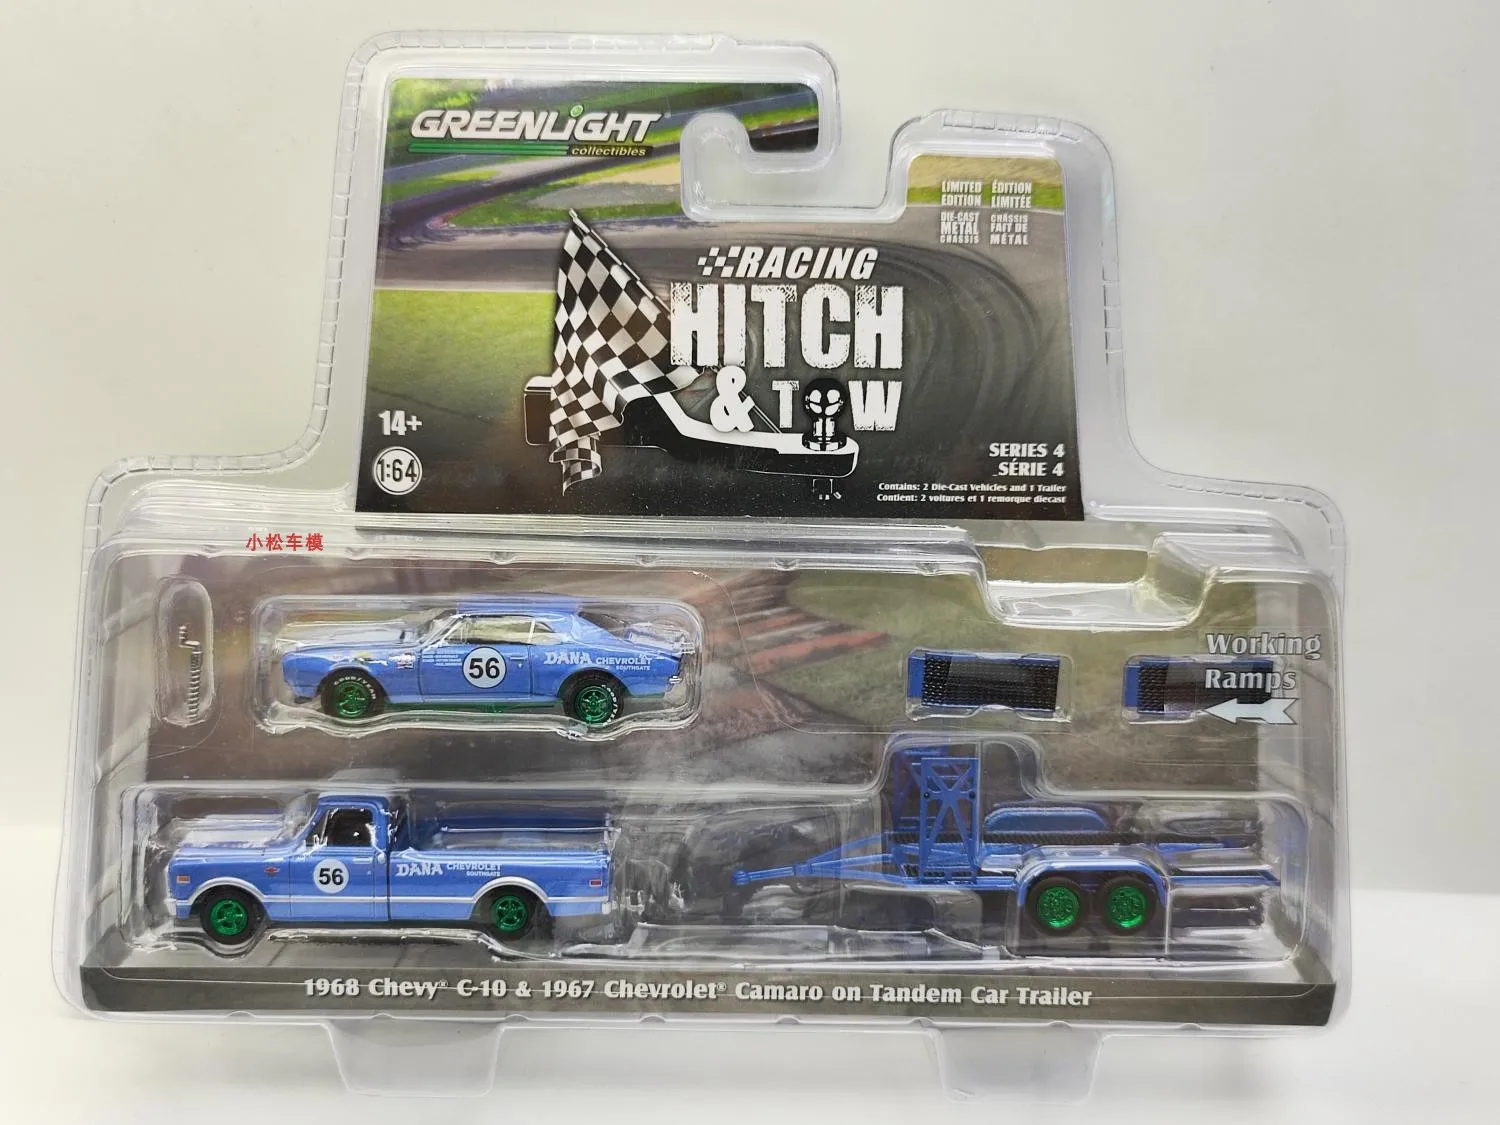 GREENLiGHT
collectibles
LIMITED EDITION
ÉDITION LIMITÉE
DIE-CAST METAL CHASSIS
CHÂSSIS FAIT DE MÉTAL
RACING
HITCH
& TOW
14+
1:64
SERIES 4
SÉRIE 4
Contains: 2 Die-Cast Vehicles and 1 Trailer
Contient: 2 voitures et 1 remorque diecast
小松车模
56
DANA CHEVROLET
SOUTHGATE
GOODYEAR
Working
Ramps
56
DANA CHEVROLET
SOUTHGATE
1968 Chevy® C-10 & 1967 Chevrolet® Camaro on Tandem Car Trailer